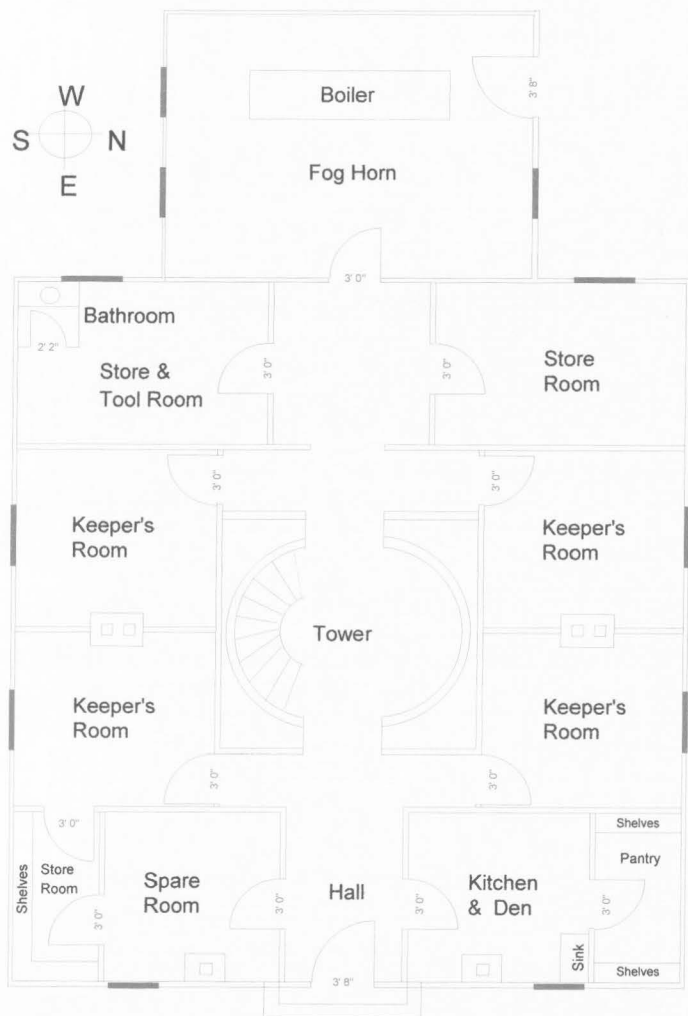 W
S N
E
Boiler
3' 8"
Fog Horn
3' 0"
Bathroom
2' 2"
Store &
Tool Room
3' 0"
3' 0"
Store
Room
3' 0"
3' 0"
Keeper's
Room
Keeper's
Room
Tower
Keeper's
Room
Keeper's
Room
3' 0"
3' 0"
3' 0"
Shelves
Store
Room
3' 0"
Spare
Room
3' 0"
Hall
3' 8"
3' 0"
Kitchen
& Den
Sink
3' 0"
Shelves
Pantry
Shelves